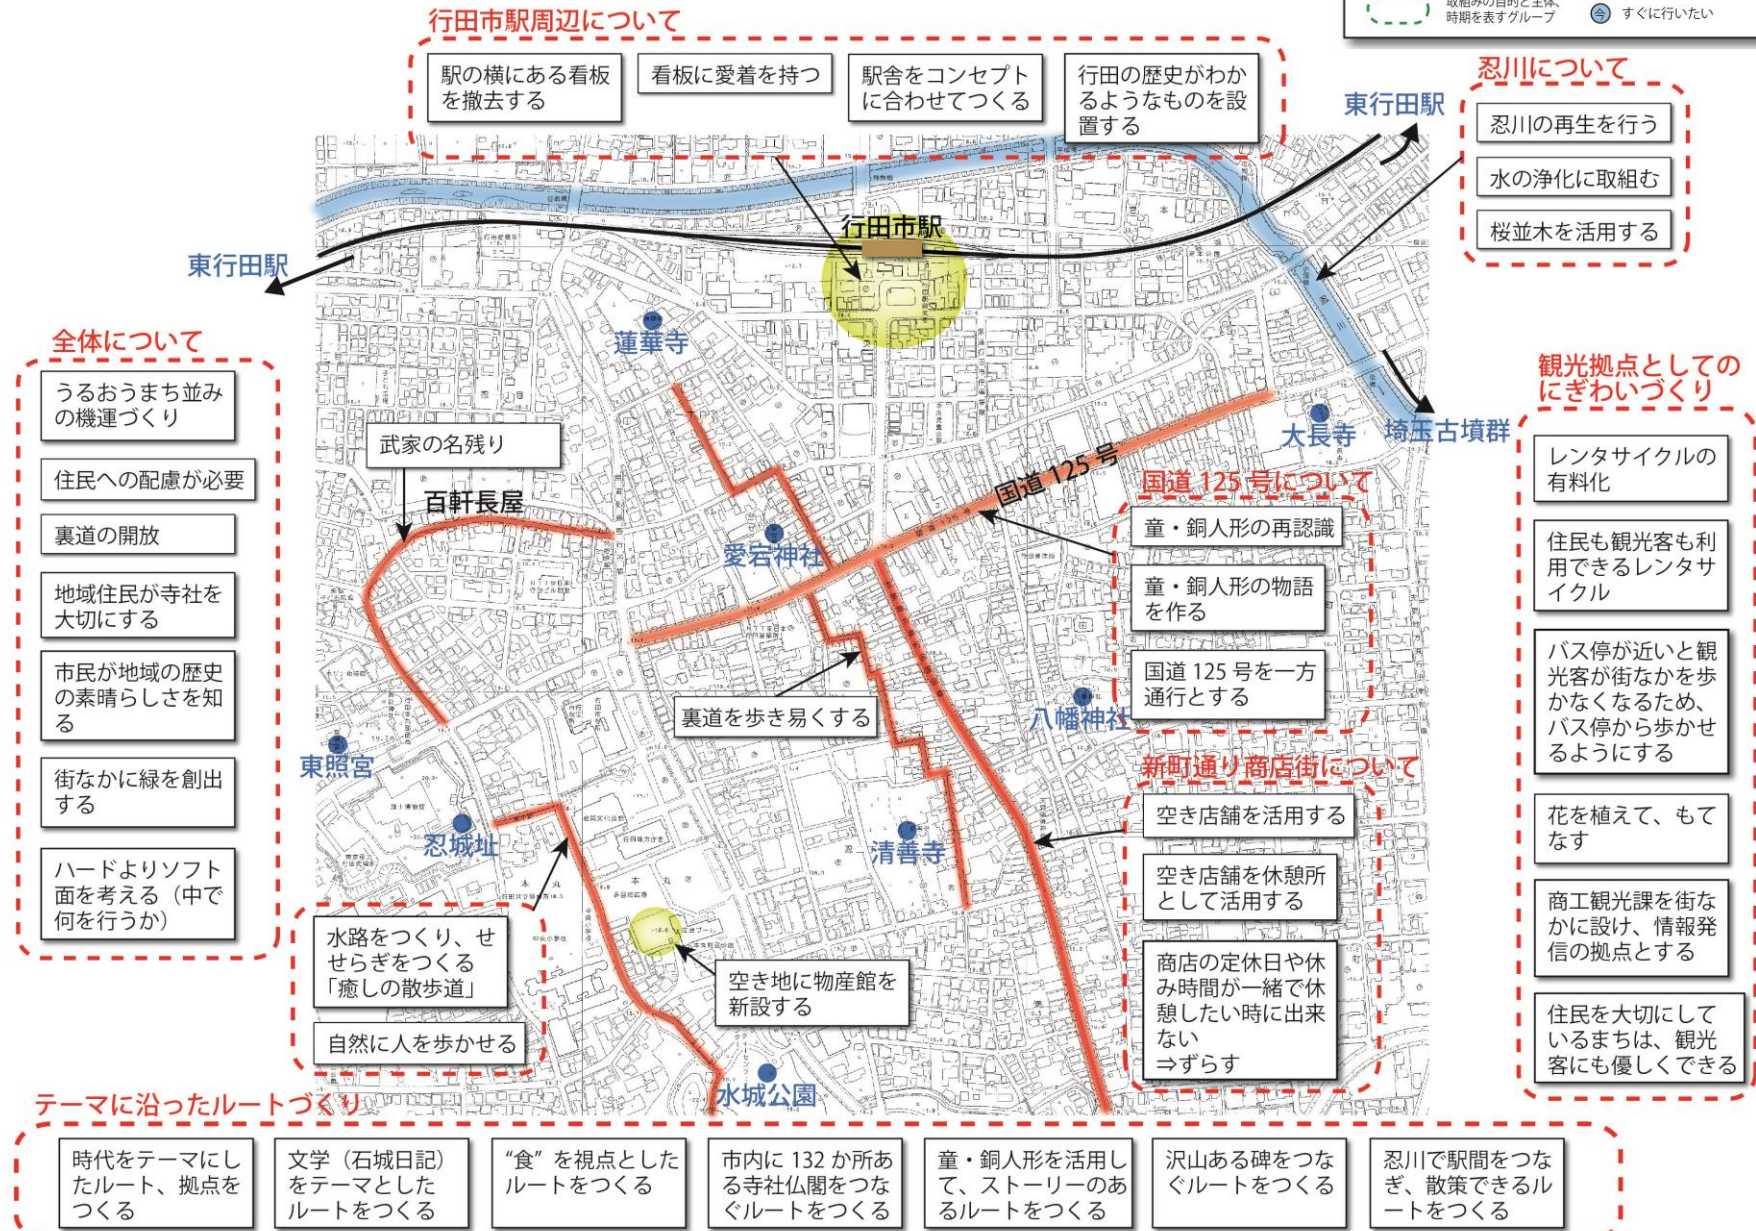 取組みの目的と主体、
時期を表すグループ
今 すぐに行いたい
行田市駅周辺について
駅の横にある看板
を撤去する
看板に愛着を持つ
駅舎をコンセプト
に合わせてつくる
行田の歴史がわか
るようなものを設
置する
忍川について
忍川の再生を行う
水の浄化に取組む
桜並木を活用する
東行田駅
行田市駅
東行田駅
蓮華寺
全体について
うるおうまち並み
の機運づくり
住民への配慮が必要
裏道の開放
地域住民が寺社を
大切にする
市民が地域の歴史
の素晴らしさを知
る
街なかに緑を創出
する
ハードよりソフト
面を考える（中で
何を行うか）
武家の名残り
百軒長屋
愛宕神社
国道 125 号
大長寺
埼玉古墳群
国道 125 号について
童・銅人形の再認識
童・銅人形の物語
を作る
国道 125 号を一方
通行とする
観光拠点としての
にぎわいづくり
レンタサイクルの
有料化
住民も観光客も利
用できるレンタサ
イクル
バス停が近いと観
光客が街なかを歩
かなくなるため、
バス停から歩かせ
るようにする
花を植えて、もて
なす
商工観光課を街な
かに設け、情報発
信の拠点とする
住民を大切にして
いるまちは、観光
客にも優しくできる
裏道を歩き易くする
八幡神社
東照宮
忍城址
清善寺
新町通り商店街について
空き店舗を活用する
空き店舗を休憩所
として活用する
商店の定休日や休
み時間が一緒で休
憩したい時に出来
ない
⇒ずらす
水路をつくり、せ
せらぎをつくる
「癒しの散歩道」
自然に人を歩かせる
空き地に物産館を
新設する
水城公園
テーマに沿ったルートづくり
時代をテーマにし
たルート、拠点を
つくる
文学（石城日記）
をテーマとした
ルートをつくる
“食” を視点とした
ルートをつくる
市内に 132 か所あ
る寺社仏閣をつな
ぐルートをつくる
童・銅人形を活用し
て、ストーリーのあ
るルートをつくる
沢山ある碑をつな
ぐルートをつくる
忍川で駅間をつな
ぎ、散策できるル
ートをつくる